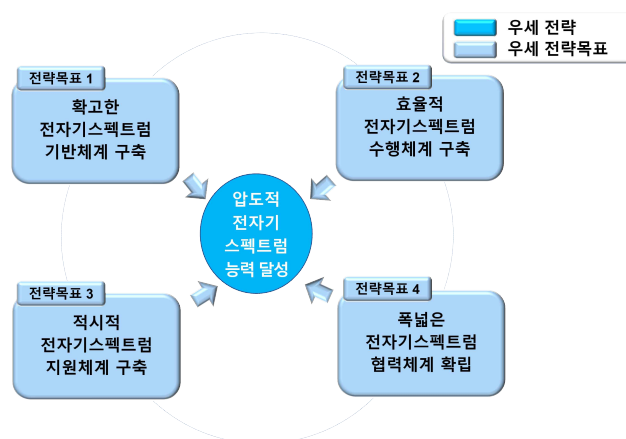 우세 전략
우세 전략목표
전략목표 1
확고한
전자기스펙트럼
기반체계 구축
전략목표 2
효율적
전자기스펙트럼
수행체계 구축
압도적
전자기
스펙트럼
능력 달성
전략목표 3
적시적
전자기스펙트럼
지원체계 구축
전략목표 4
폭넓은
전자기스펙트럼
협력체계 확립